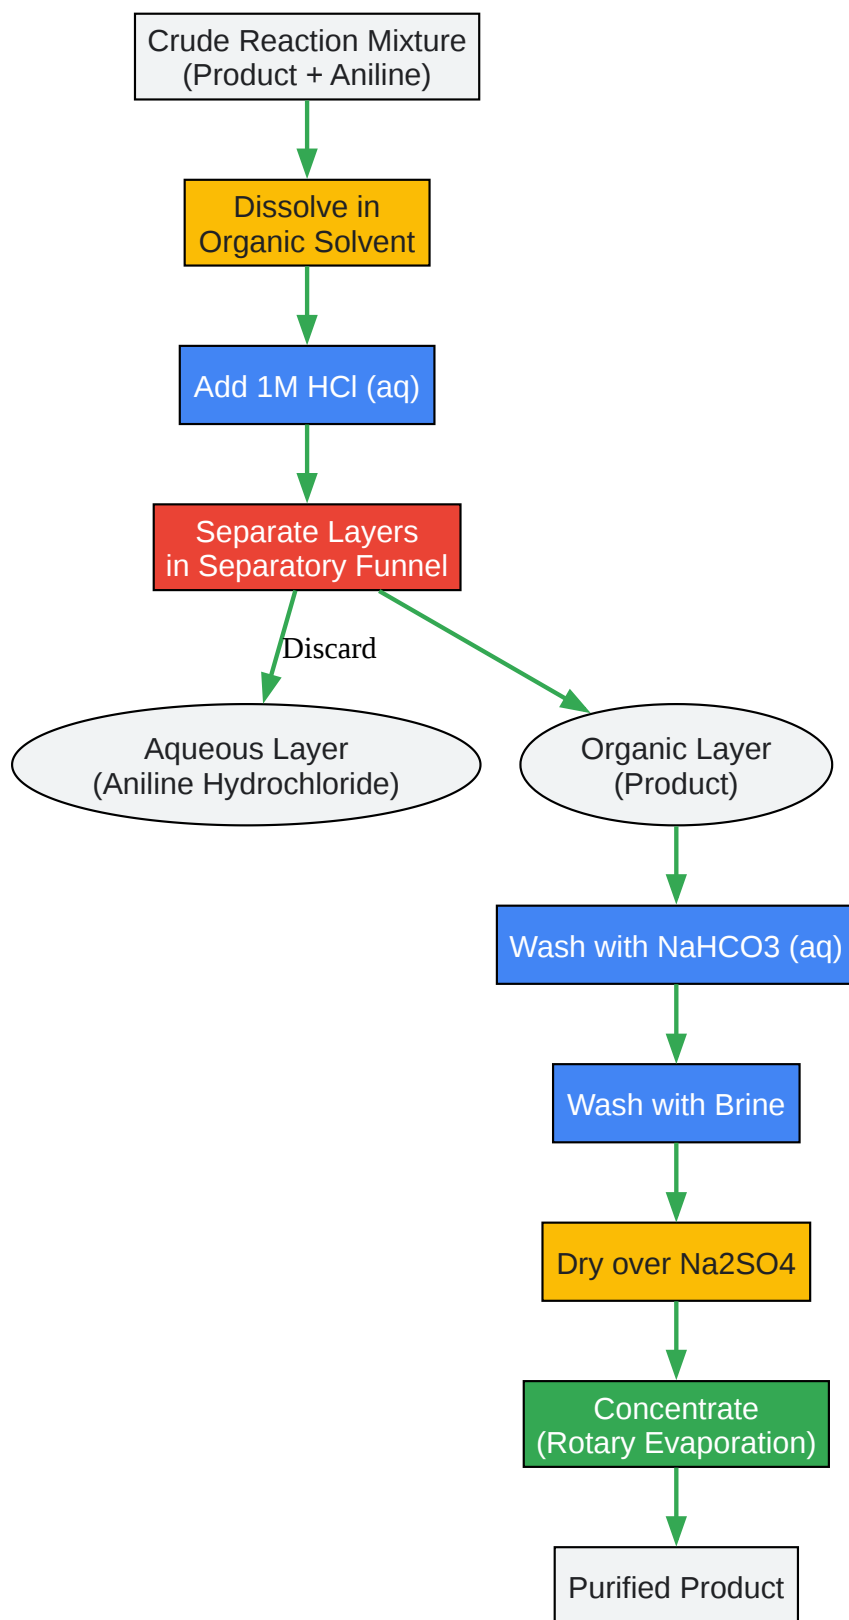 Crude Reaction Mixture
(Product + Aniline)
Dissolve in
Organic Solvent
Add 1M HCl (aq)
Separate Layers
in Separatory Funnel
Discard
Aqueous Layer
(Aniline Hydrochloride)
Organic Layer
(Product)
Wash with NaHCO3 (aq)
Wash with Brine
Dry over Na2SO4
Concentrate
(Rotary Evaporation)
Purified Product